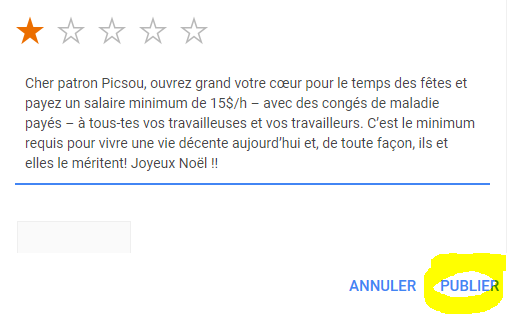 Cher patron Picsou, ouvrez grand votre cœur pour le temps des fêtes et
payez un salaire minimum de 15$/h – avec des congés de maladie
payés – à tous-tes vos travailleuses et vos travailleurs. C’est le minimum
requis pour vivre une vie décente aujourd’hui et, de toute façon, ils et
elles le méritent! Joyeux Noël !!
ANNULER PUBLIER